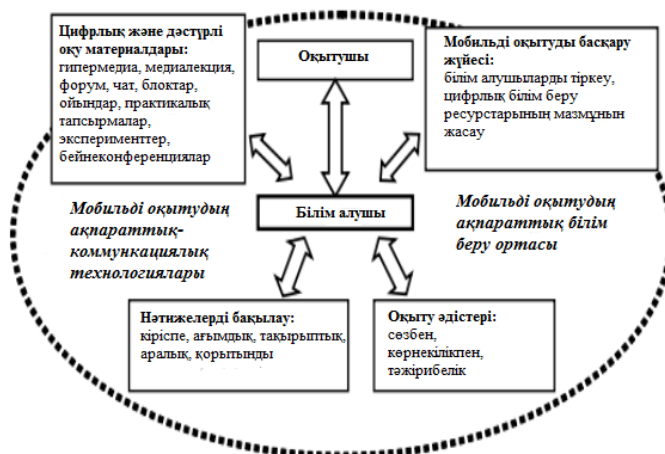 Цифрлық және дәстүрлі
оқу материалдары:
гипермедиа, медиалекция,
форум, чат, блоктар,
ойындар, практикалық
тапсырмалар,
эксперименттер,
бейнеконференциялар
Оқытушы
Мобильді оқытуды басқару
жүйесі:
білім алушыларды тіркеу,
цифрлық білім беру
ресурстарының мазмұнын
жасау
Мобильді оқытудың
ақпараттық-
коммункациялық
технологиялары
Білім алушы
Мобильді оқытудың
ақпараттық білім
беру ортасы
Нәтижелерді бақылау:
кіріспе, ағымдық, тақырыптық,
аралық, қорытынды
Оқыту әдістері:
сөзбен,
көрнекілікпен,
тәжірибелік